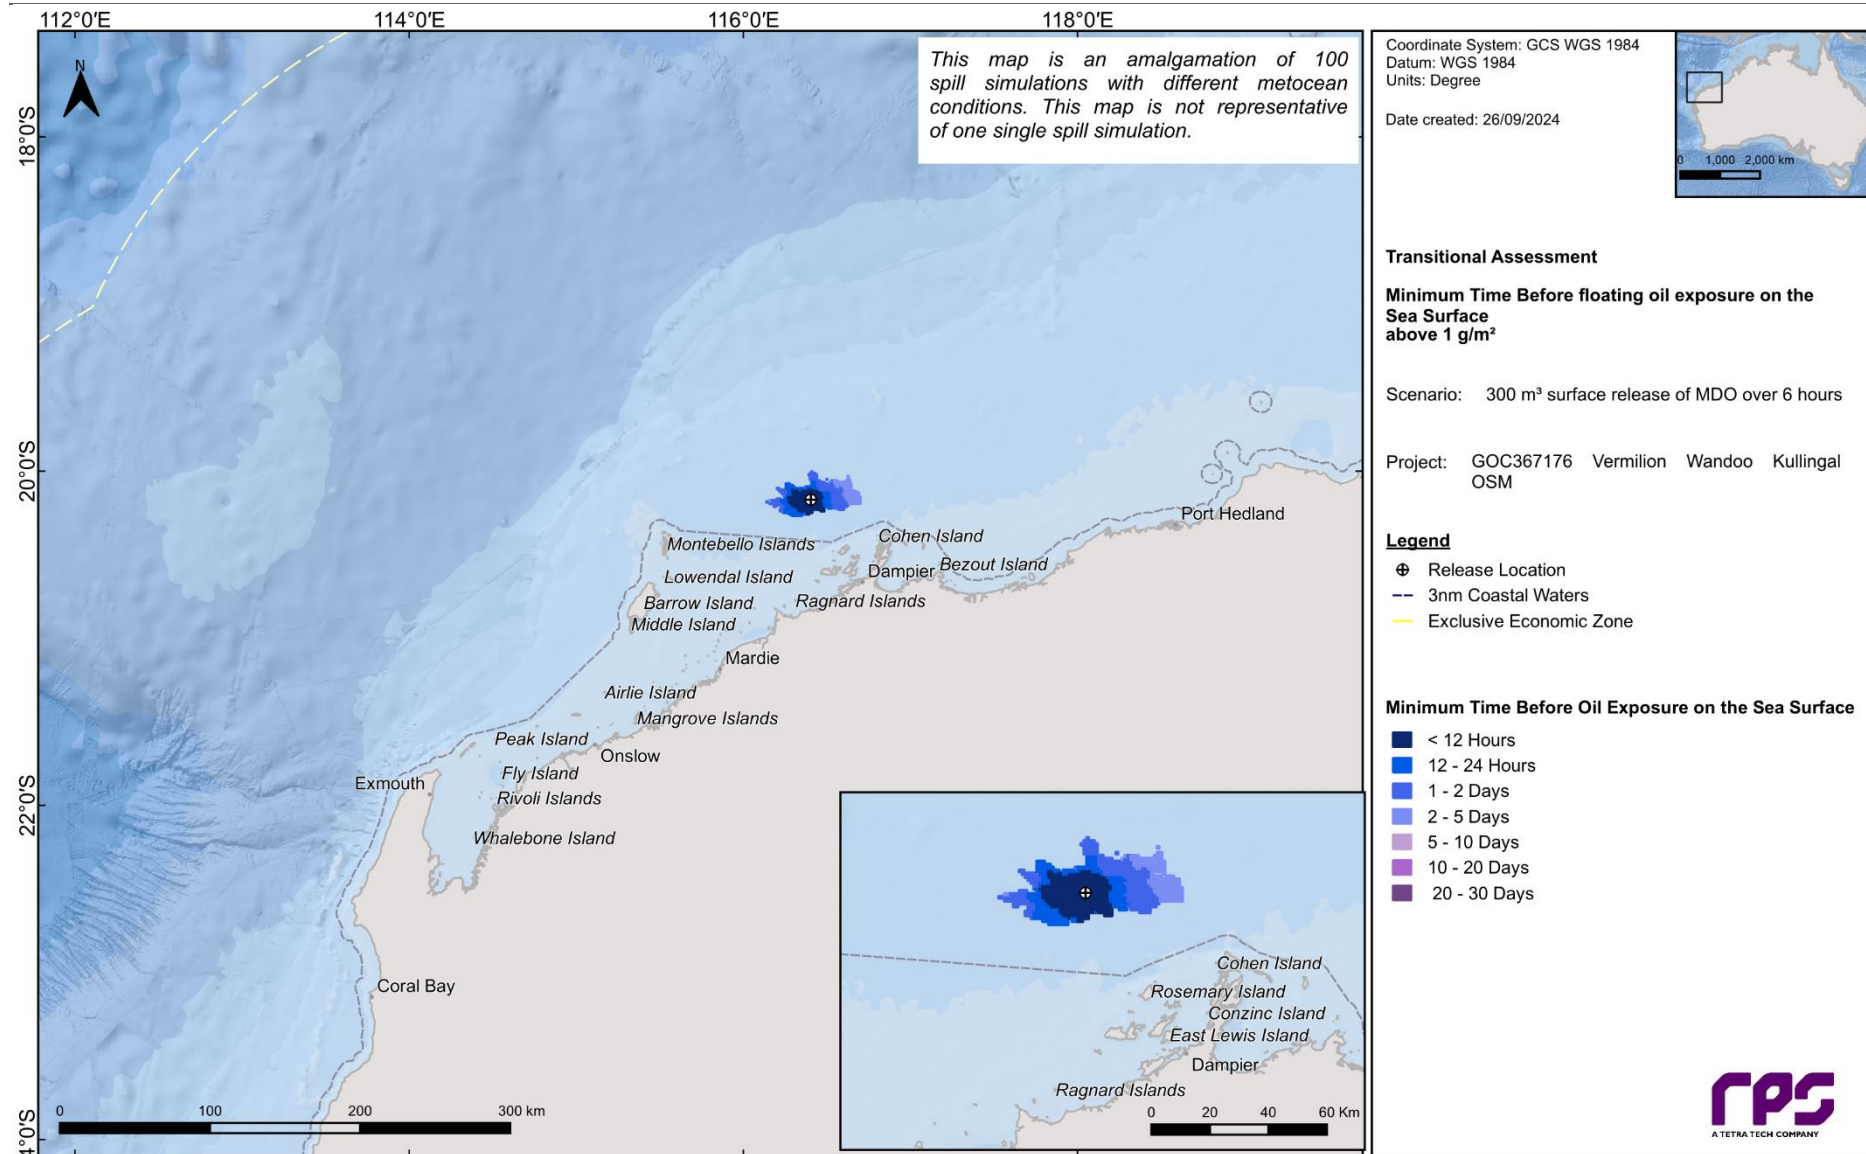 112°0'E 114°0'E 116°0'E 118°0'E
18°0'S
20°0'S
22°0'S
4°0'S
N
This map is an amalgamation of 100
spill simulations with different metocean
conditions. This map is not representative
of one single spill simulation.
Montebello Islands
Lowendal Island
Barrow Island
Middle Island
Cohen Island
Dampier
Bezout Island
Ragnard Islands
Port Hedland
Mardie
Airlie Island
Mangrove Islands
Peak Island
Onslow
Exmouth
Fly Island
Rivoli Islands
Whalebone Island
Coral Bay
0 100 200 300 km
Cohen Island
Rosemary Island
Conzinc Island
East Lewis Island
Dampier
Ragnard Islands
0 20 40 60 Km
Coordinate System: GCS WGS 1984
Datum: WGS 1984
Units: Degree
Date created: 26/09/2024
0 1,000 2,000 km
Transitional Assessment
Minimum Time Before floating oil exposure on the
Sea Surface
above 1 g/m²
Scenario: 300 m³ surface release of MDO over 6 hours
Project: GOC367176 Vermilion Wandoo Kullingal
OSM
Legend
Release Location
3nm Coastal Waters
Exclusive Economic Zone
Minimum Time Before Oil Exposure on the Sea Surface
< 12 Hours
12 - 24 Hours
1 - 2 Days
2 - 5 Days
5 - 10 Days
10 - 20 Days
20 - 30 Days
rps
A TETRA TECH COMPANY